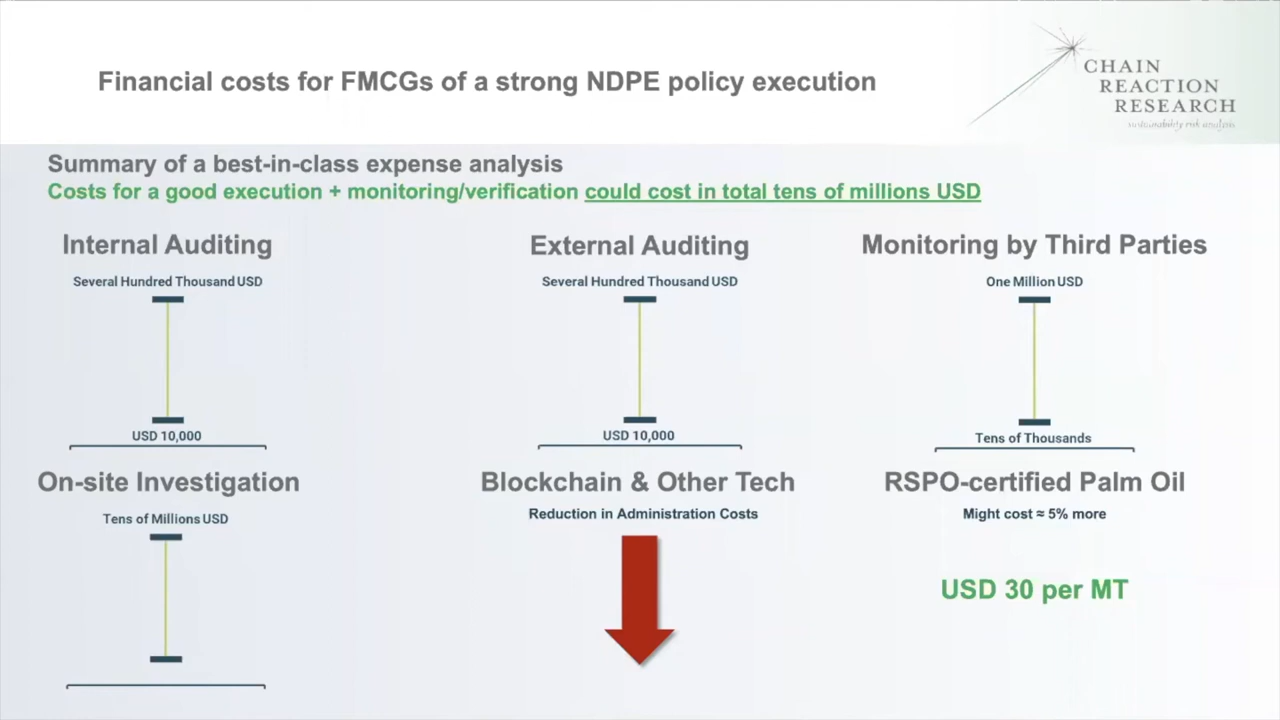 Financial costs for FMCGs of a strong NDPE policy execution
CHAIN
REACTION
RESEARCH
sustainability risk analysis
Summary of a best-in-class expense analysis
Costs for a good execution + monitoring/verification could cost in total tens of millions USD
Internal Auditing
Several Hundred Thousand USD
USD 10,000
External Auditing
Several Hundred Thousand USD
USD 10,000
Monitoring by Third Parties
One Million USD
Tens of Thousands
On-site Investigation
Tens of Millions USD
Blockchain & Other Tech
Reduction in Administration Costs
RSPO-certified Palm Oil
Might cost ≈ 5% more
USD 30 per MT